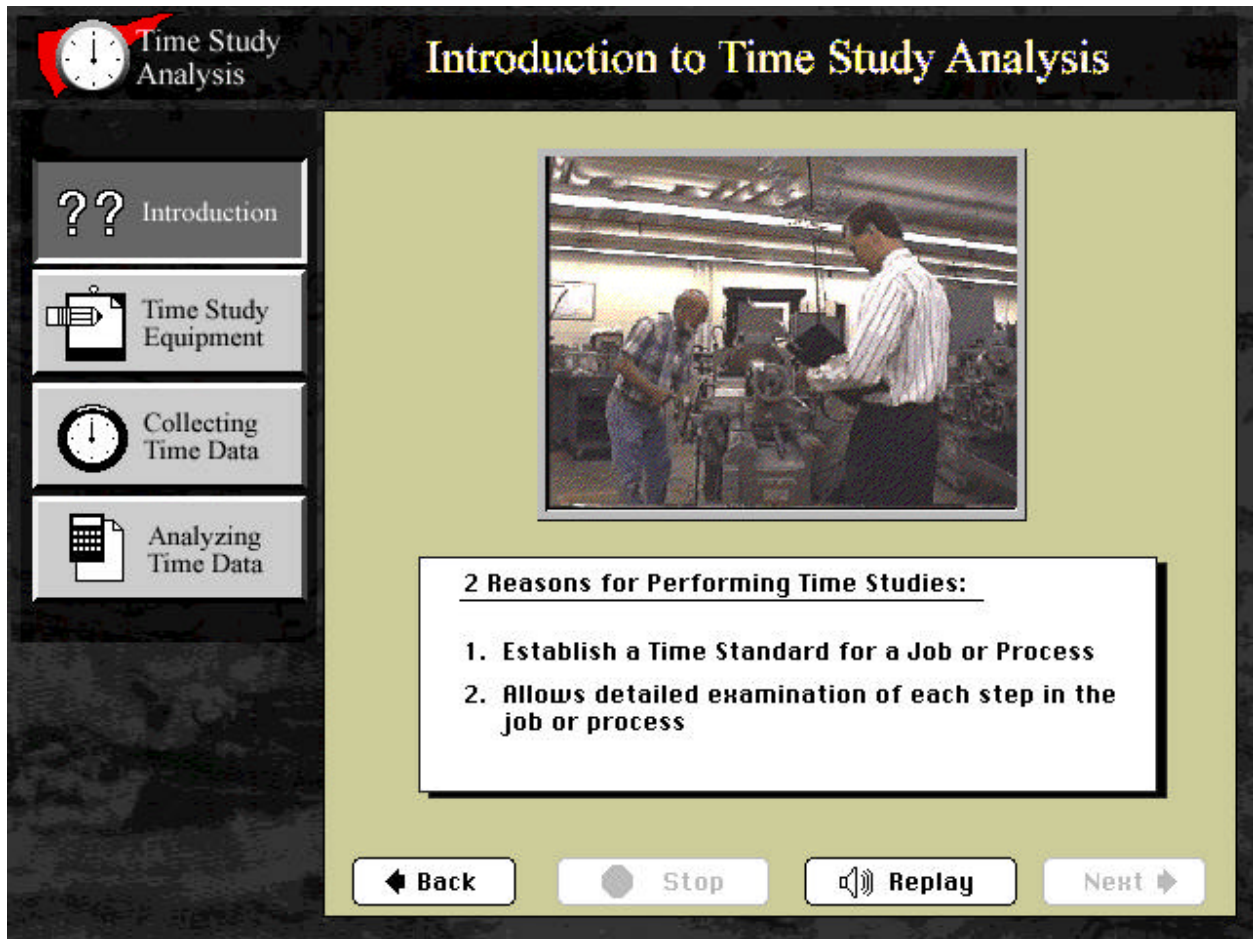 Time Study
Analysis
Introduction to Time Study Analysis
?? Introduction
Time Study
Equipment
Collecting
Time Data
Analyzing
Time Data
2 Reasons for Performing Time Studies:
1. Establish a Time Standard for a Job or Process
2. Allows detailed examination of each step in the
job or process
Back
Stop
Replay
Next